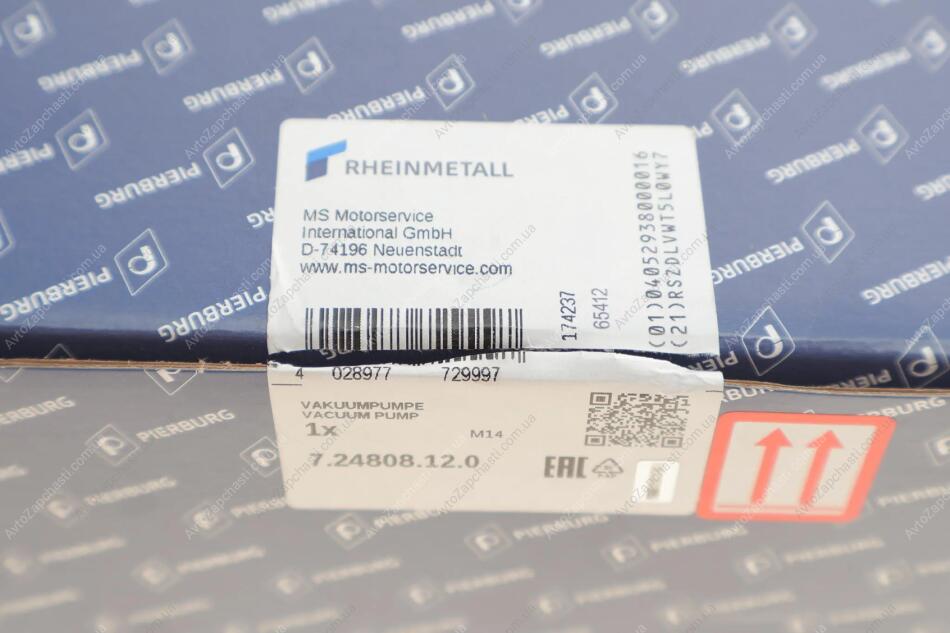 RHEINMETALL
MS Motorservice
International GmbH
D-74196 Neuenstadt
www.ms-motorservice.com
174237
65412
(01)04052938000016
(21)RSZDLVWT5L0WY7
4 028977 729997
VAKUUMPUMPE
VACUUM PUMP
1x
M14
7.24808.12.0
EAC
PIERBURG
AvtoZapchasti.com.ua